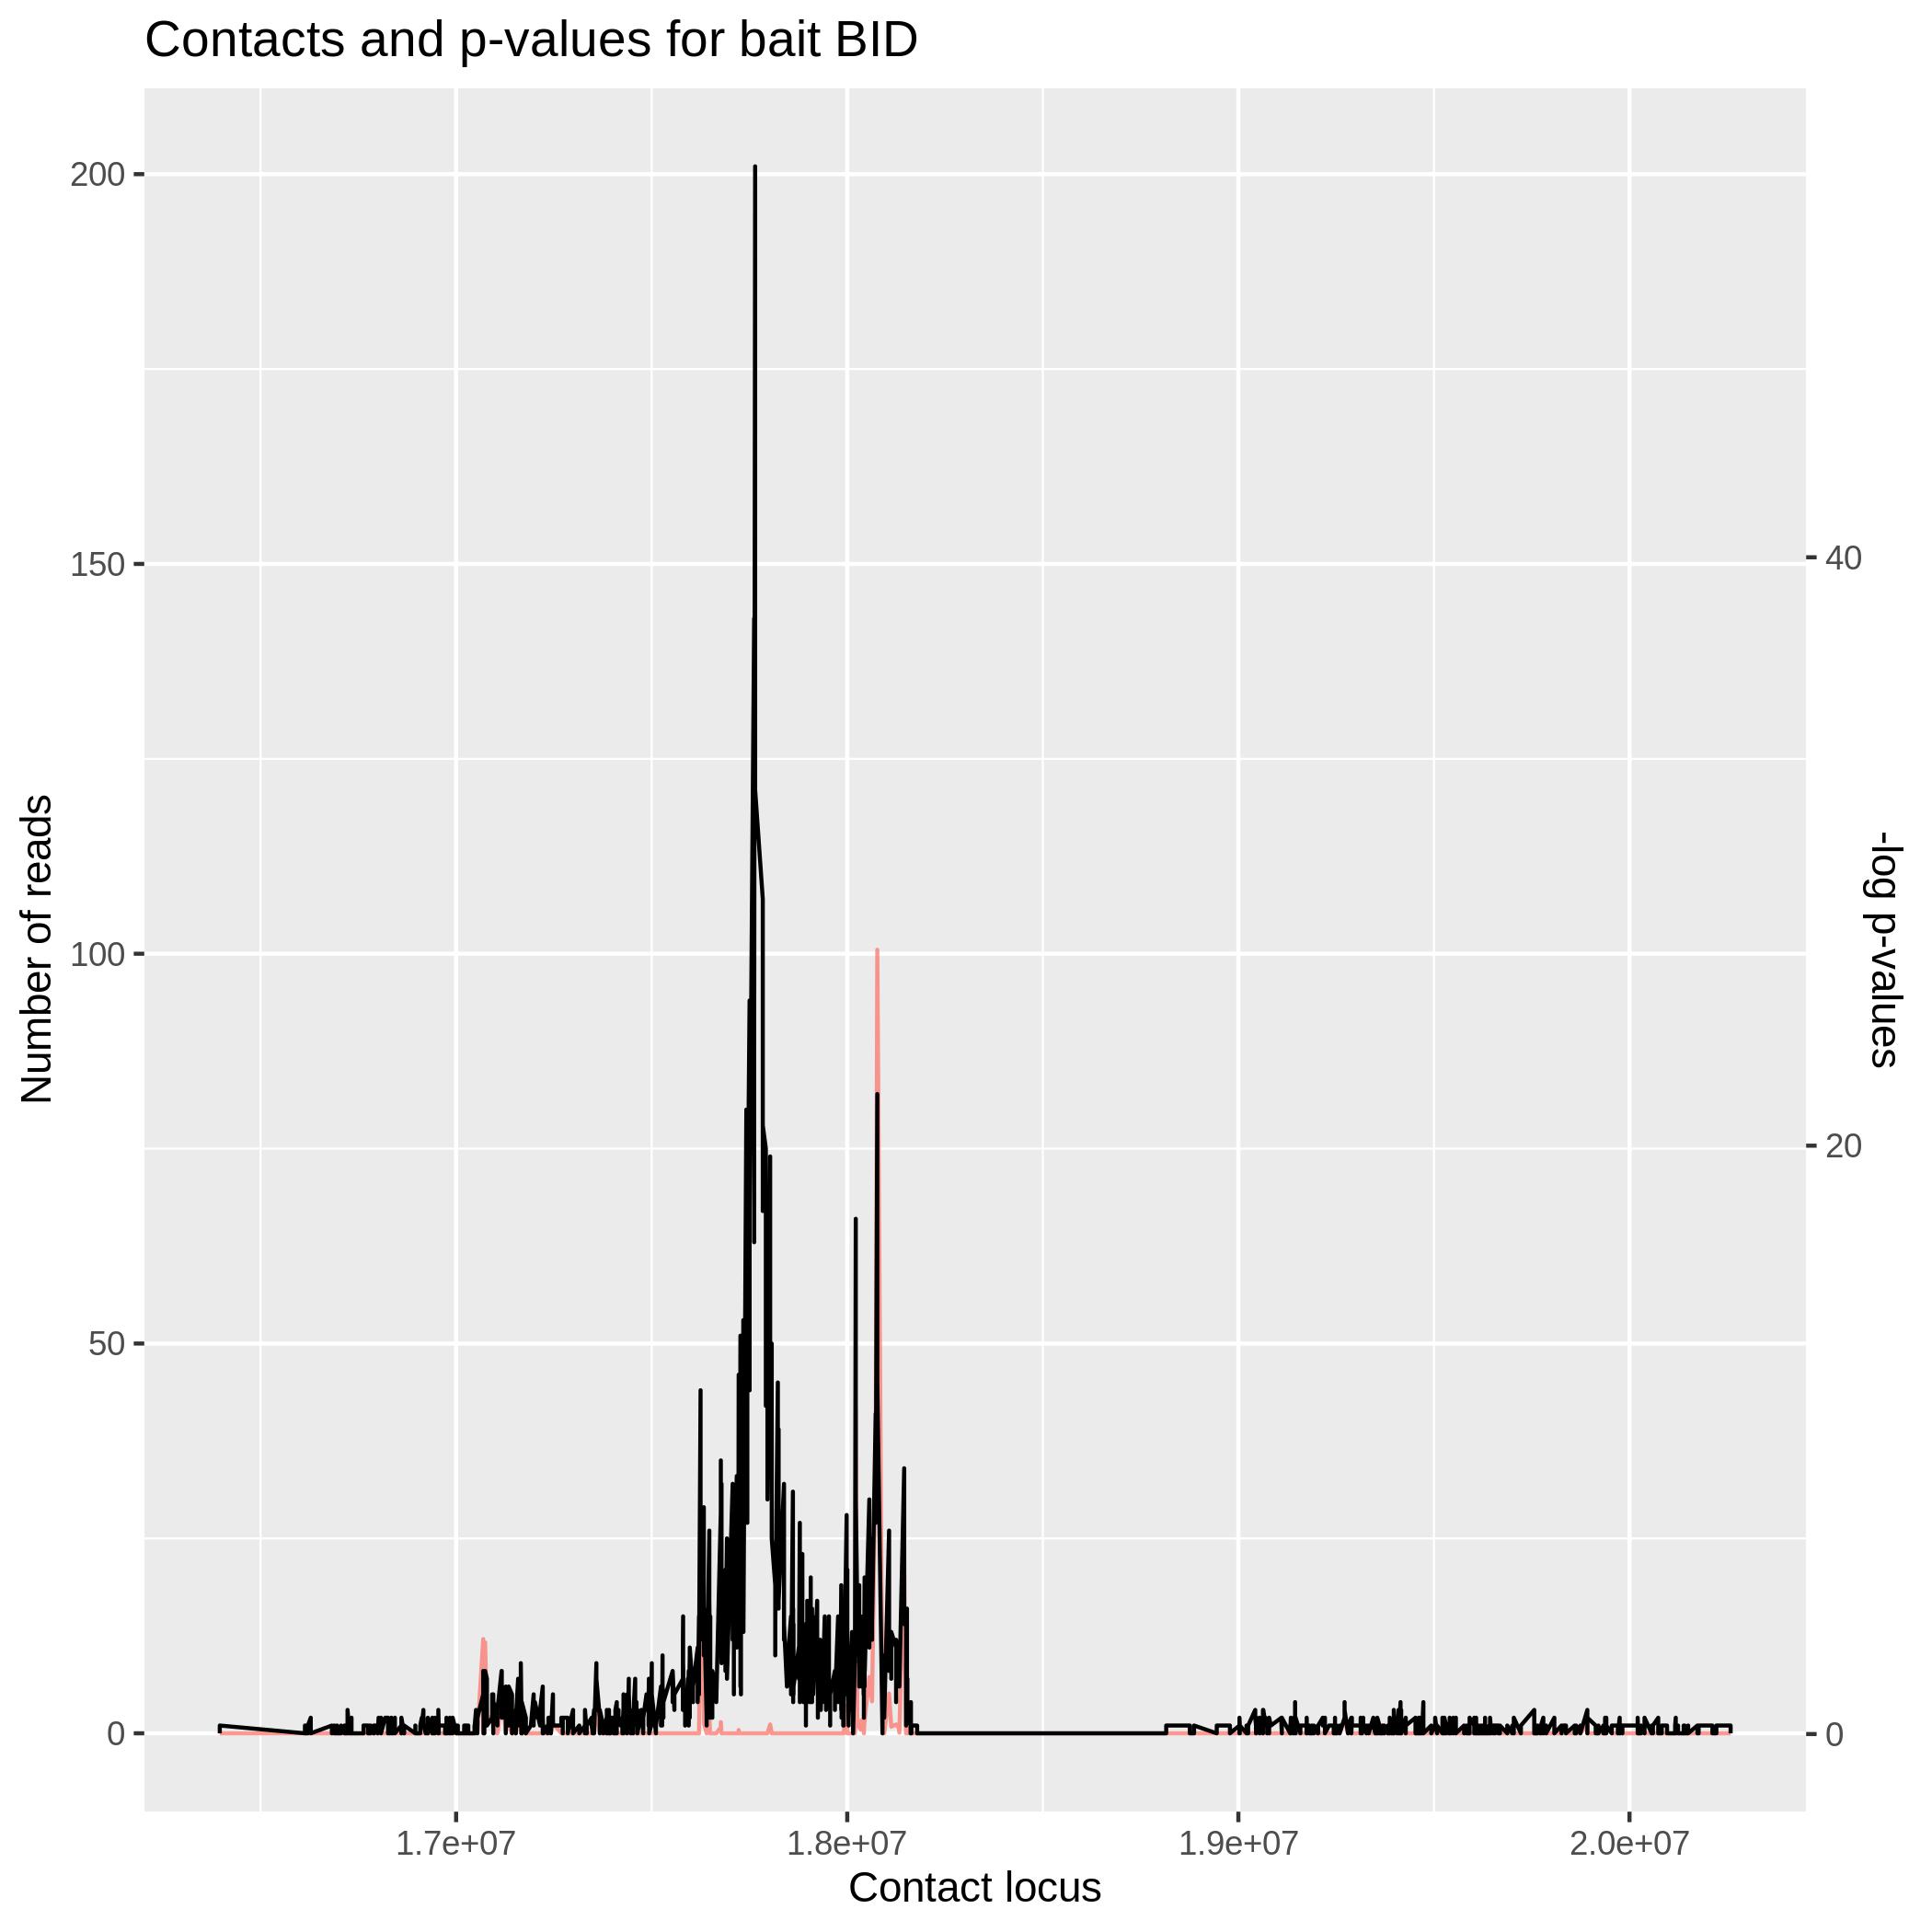 Contacts and p-values for bait BID
200
150
100
50
0
Number of reads
40
20
0
-log p-values
1.7e+07
1.8e+07
1.9e+07
2.0e+07
Contact locus